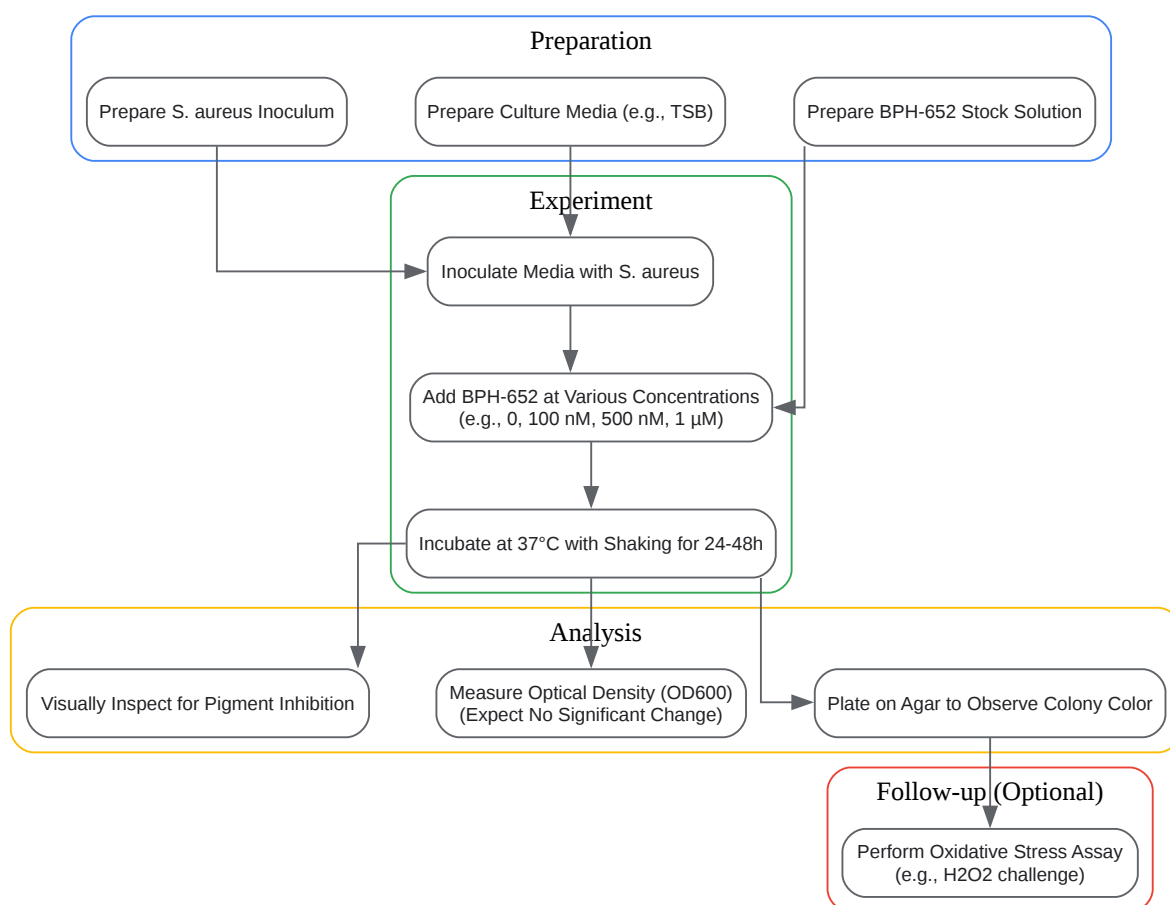 Preparation
Prepare S. aureus Inoculum
Prepare Culture Media (e.g., TSB)
Prepare BPH-652 Stock Solution
Experiment
Inoculate Media with S. aureus
Add BPH-652 at Various Concentrations
(e.g., 0, 100 nM, 500 nM, 1 µM)
Incubate at 37°C with Shaking for 24-48h
Analysis
Visually Inspect for Pigment Inhibition
Measure Optical Density (OD600)
(Expect No Significant Change)
Plate on Agar to Observe Colony Color
Follow-up (Optional)
Perform Oxidative Stress Assay
(e.g., H2O2 challenge)